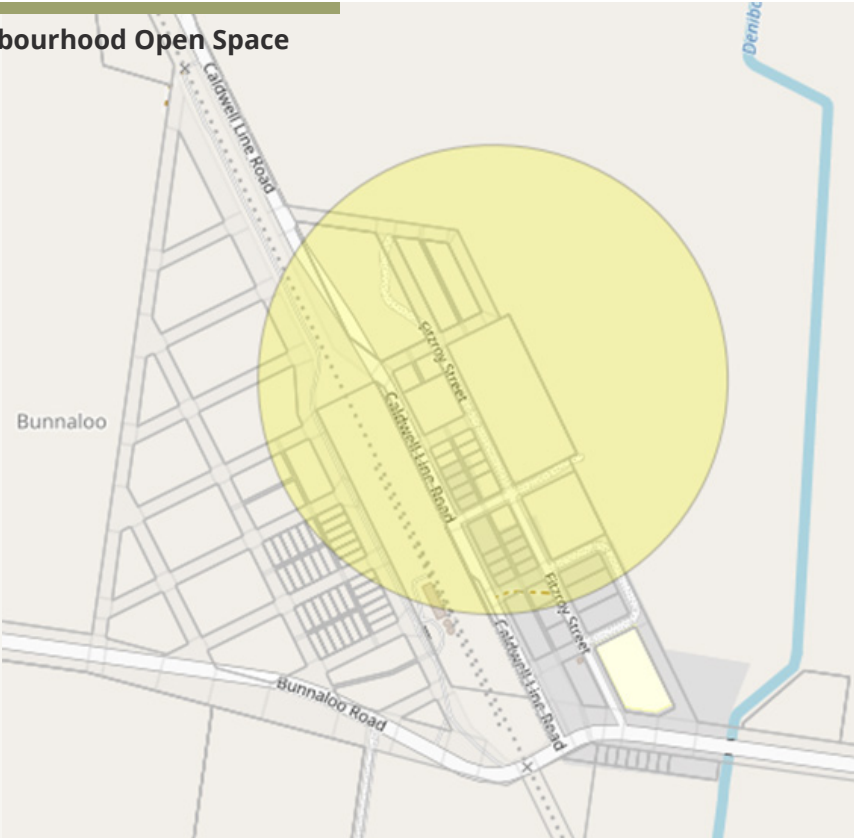 bourhood Open Space
Denibo
Caldwell Line Road
Fitzroy Street
Caldwell Line Road
Bunnaloo
Fitzroy Street
Caldwell Line Road
Bunnaloo Road